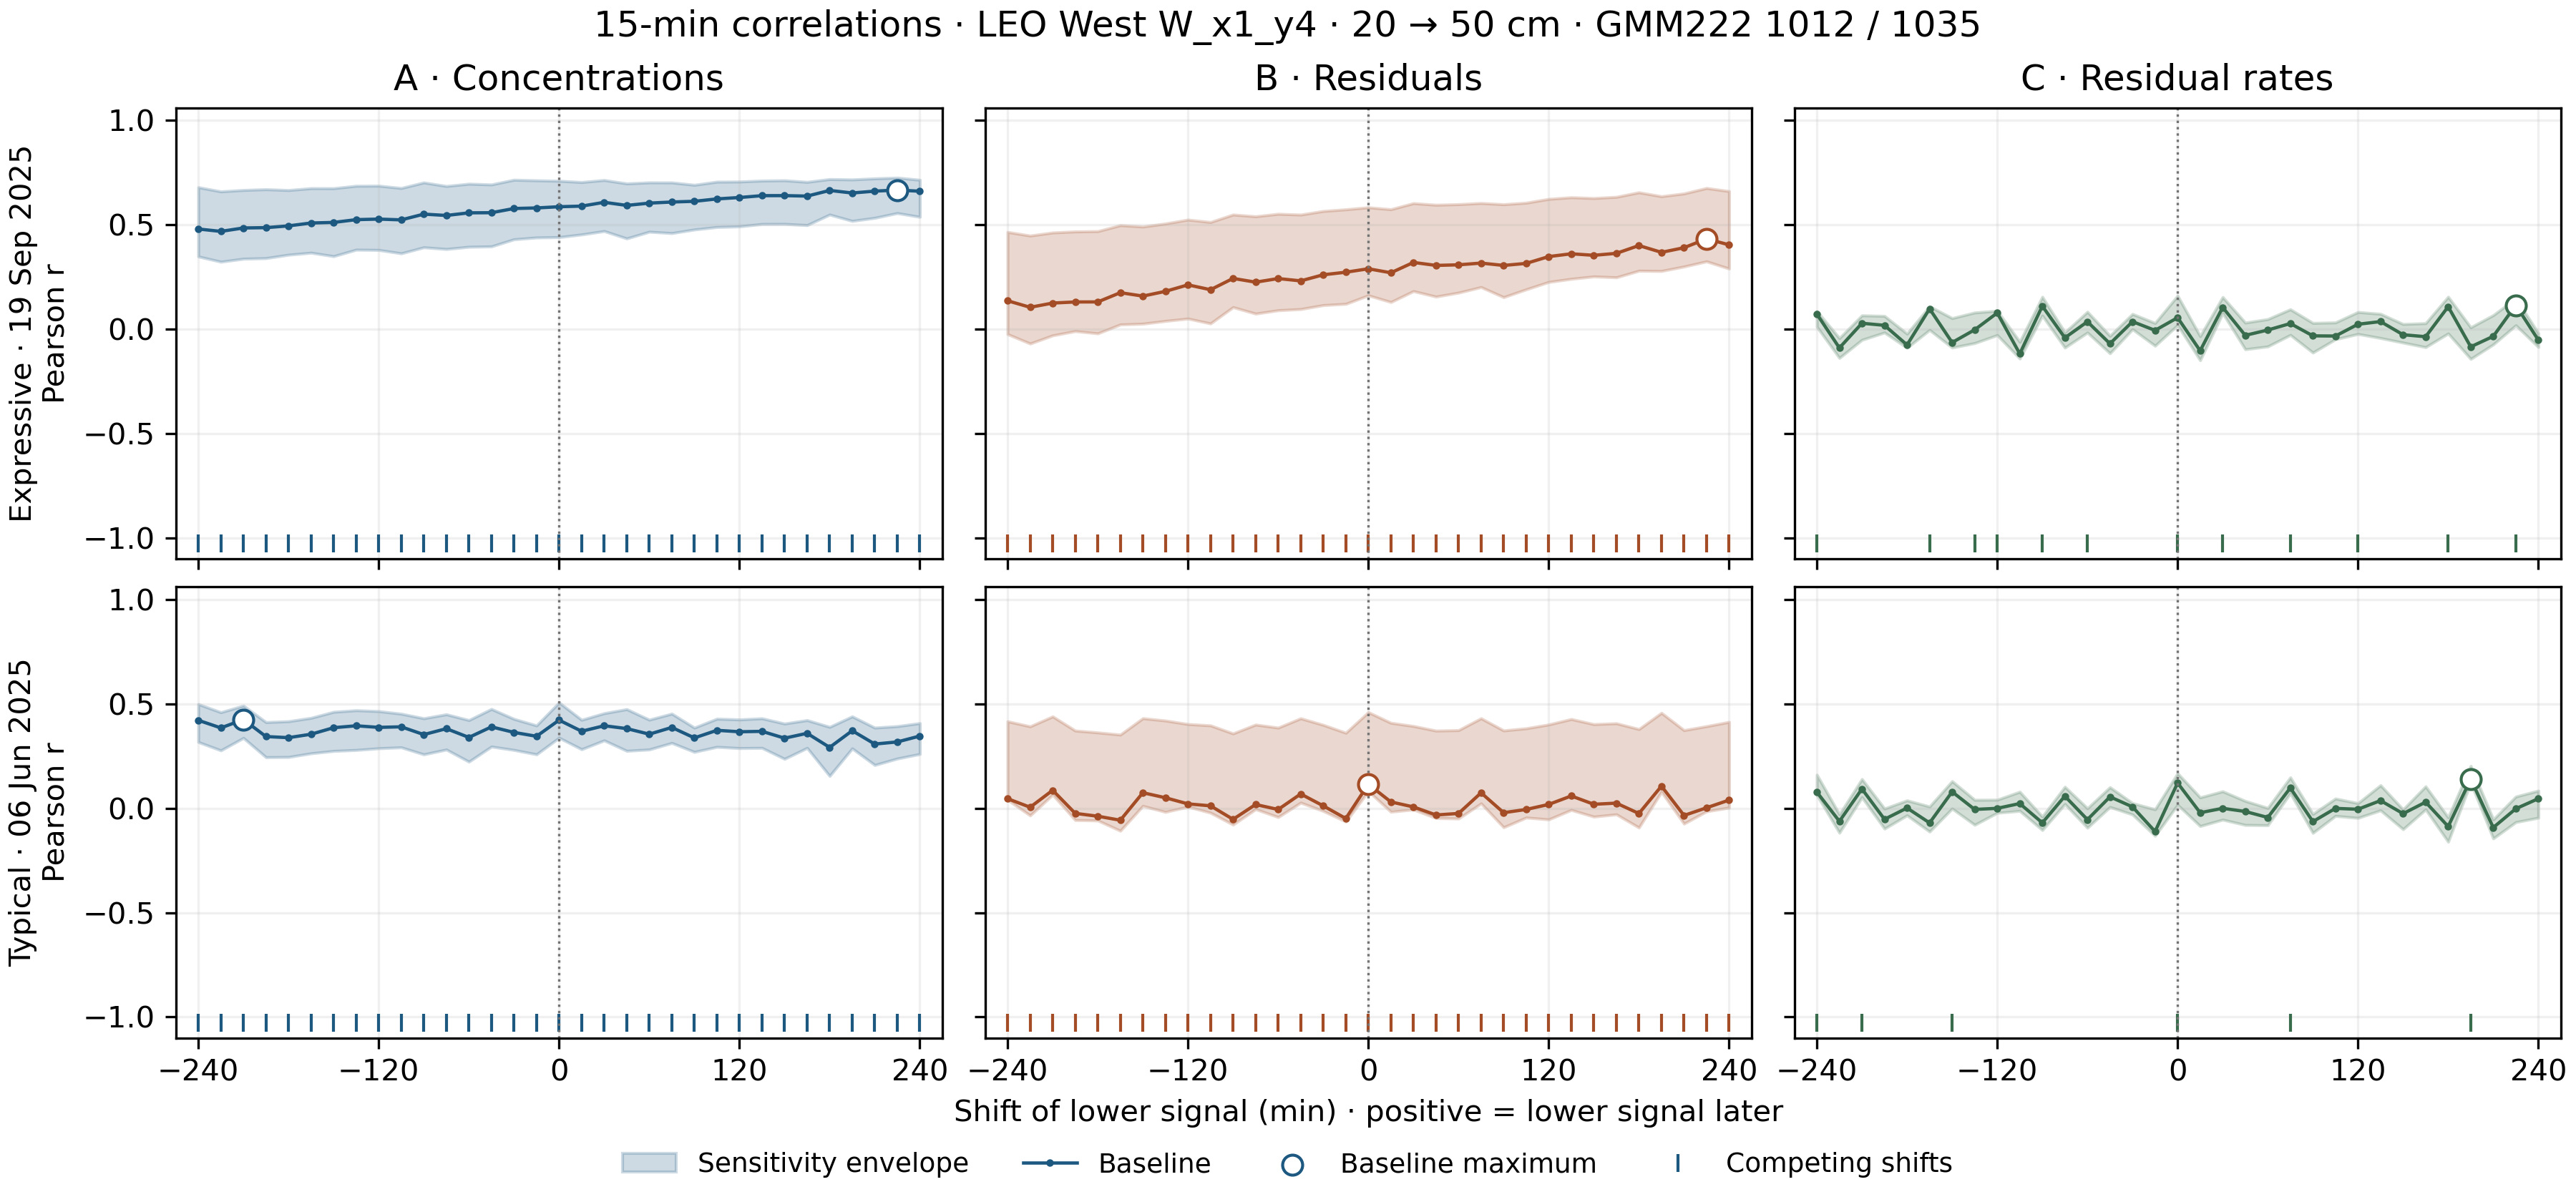 15-min correlations · LEO West W_x1_y4 · 20 → 50 cm · GMM222 1012 / 1035
A · Concentrations
B · Residuals
C · Residual rates
Expressive · 19 Sep 2025
Pearson r
1.0
0.5
0.0
−0.5
−1.0
Typical · 06 Jun 2025
Pearson r
1.0
0.5
0.0
−0.5
−1.0
−240 −120 0 120 240
−240 −120 0 120 240
−240 −120 0 120 240
Shift of lower signal (min) · positive = lower signal later
Sensitivity envelope
Baseline
Baseline maximum
Competing shifts